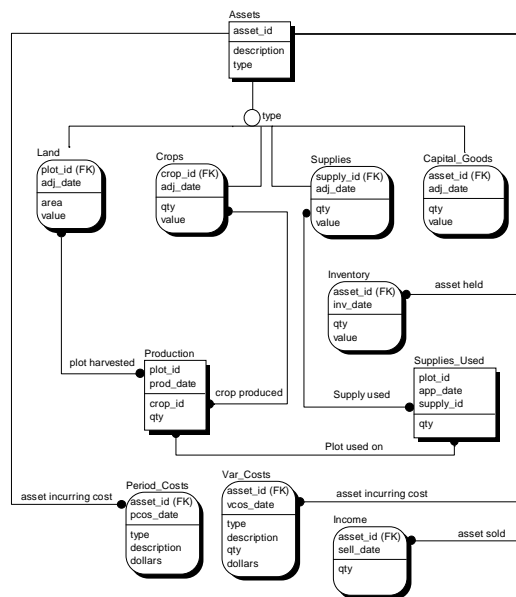 Assets
asset_id
description
type
type
Land
plot_id (FK)
adj_date
area
value
Crops
crop_id (FK)
adj_date
qty
value
Supplies
supply_id (FK)
adj_date
qty
value
Capital_Goods
asset_id (FK)
adj_date
qty
value
Inventory
asset_id (FK)
inv_date
qty
value
asset held
Production
plot_id
prod_date
crop_id
qty
plot harvested
crop produced
Supply used
Supplies_Used
plot_id
app_date
supply_id
qty
Plot used on
Period_Costs
asset_id (FK)
pcos_date
type
description
dollars
asset incurring cost
Var_Costs
asset_id (FK)
vcos_date
type
description
qty
dollars
asset incurring cost
Income
asset_id (FK)
sell_date
qty
asset sold